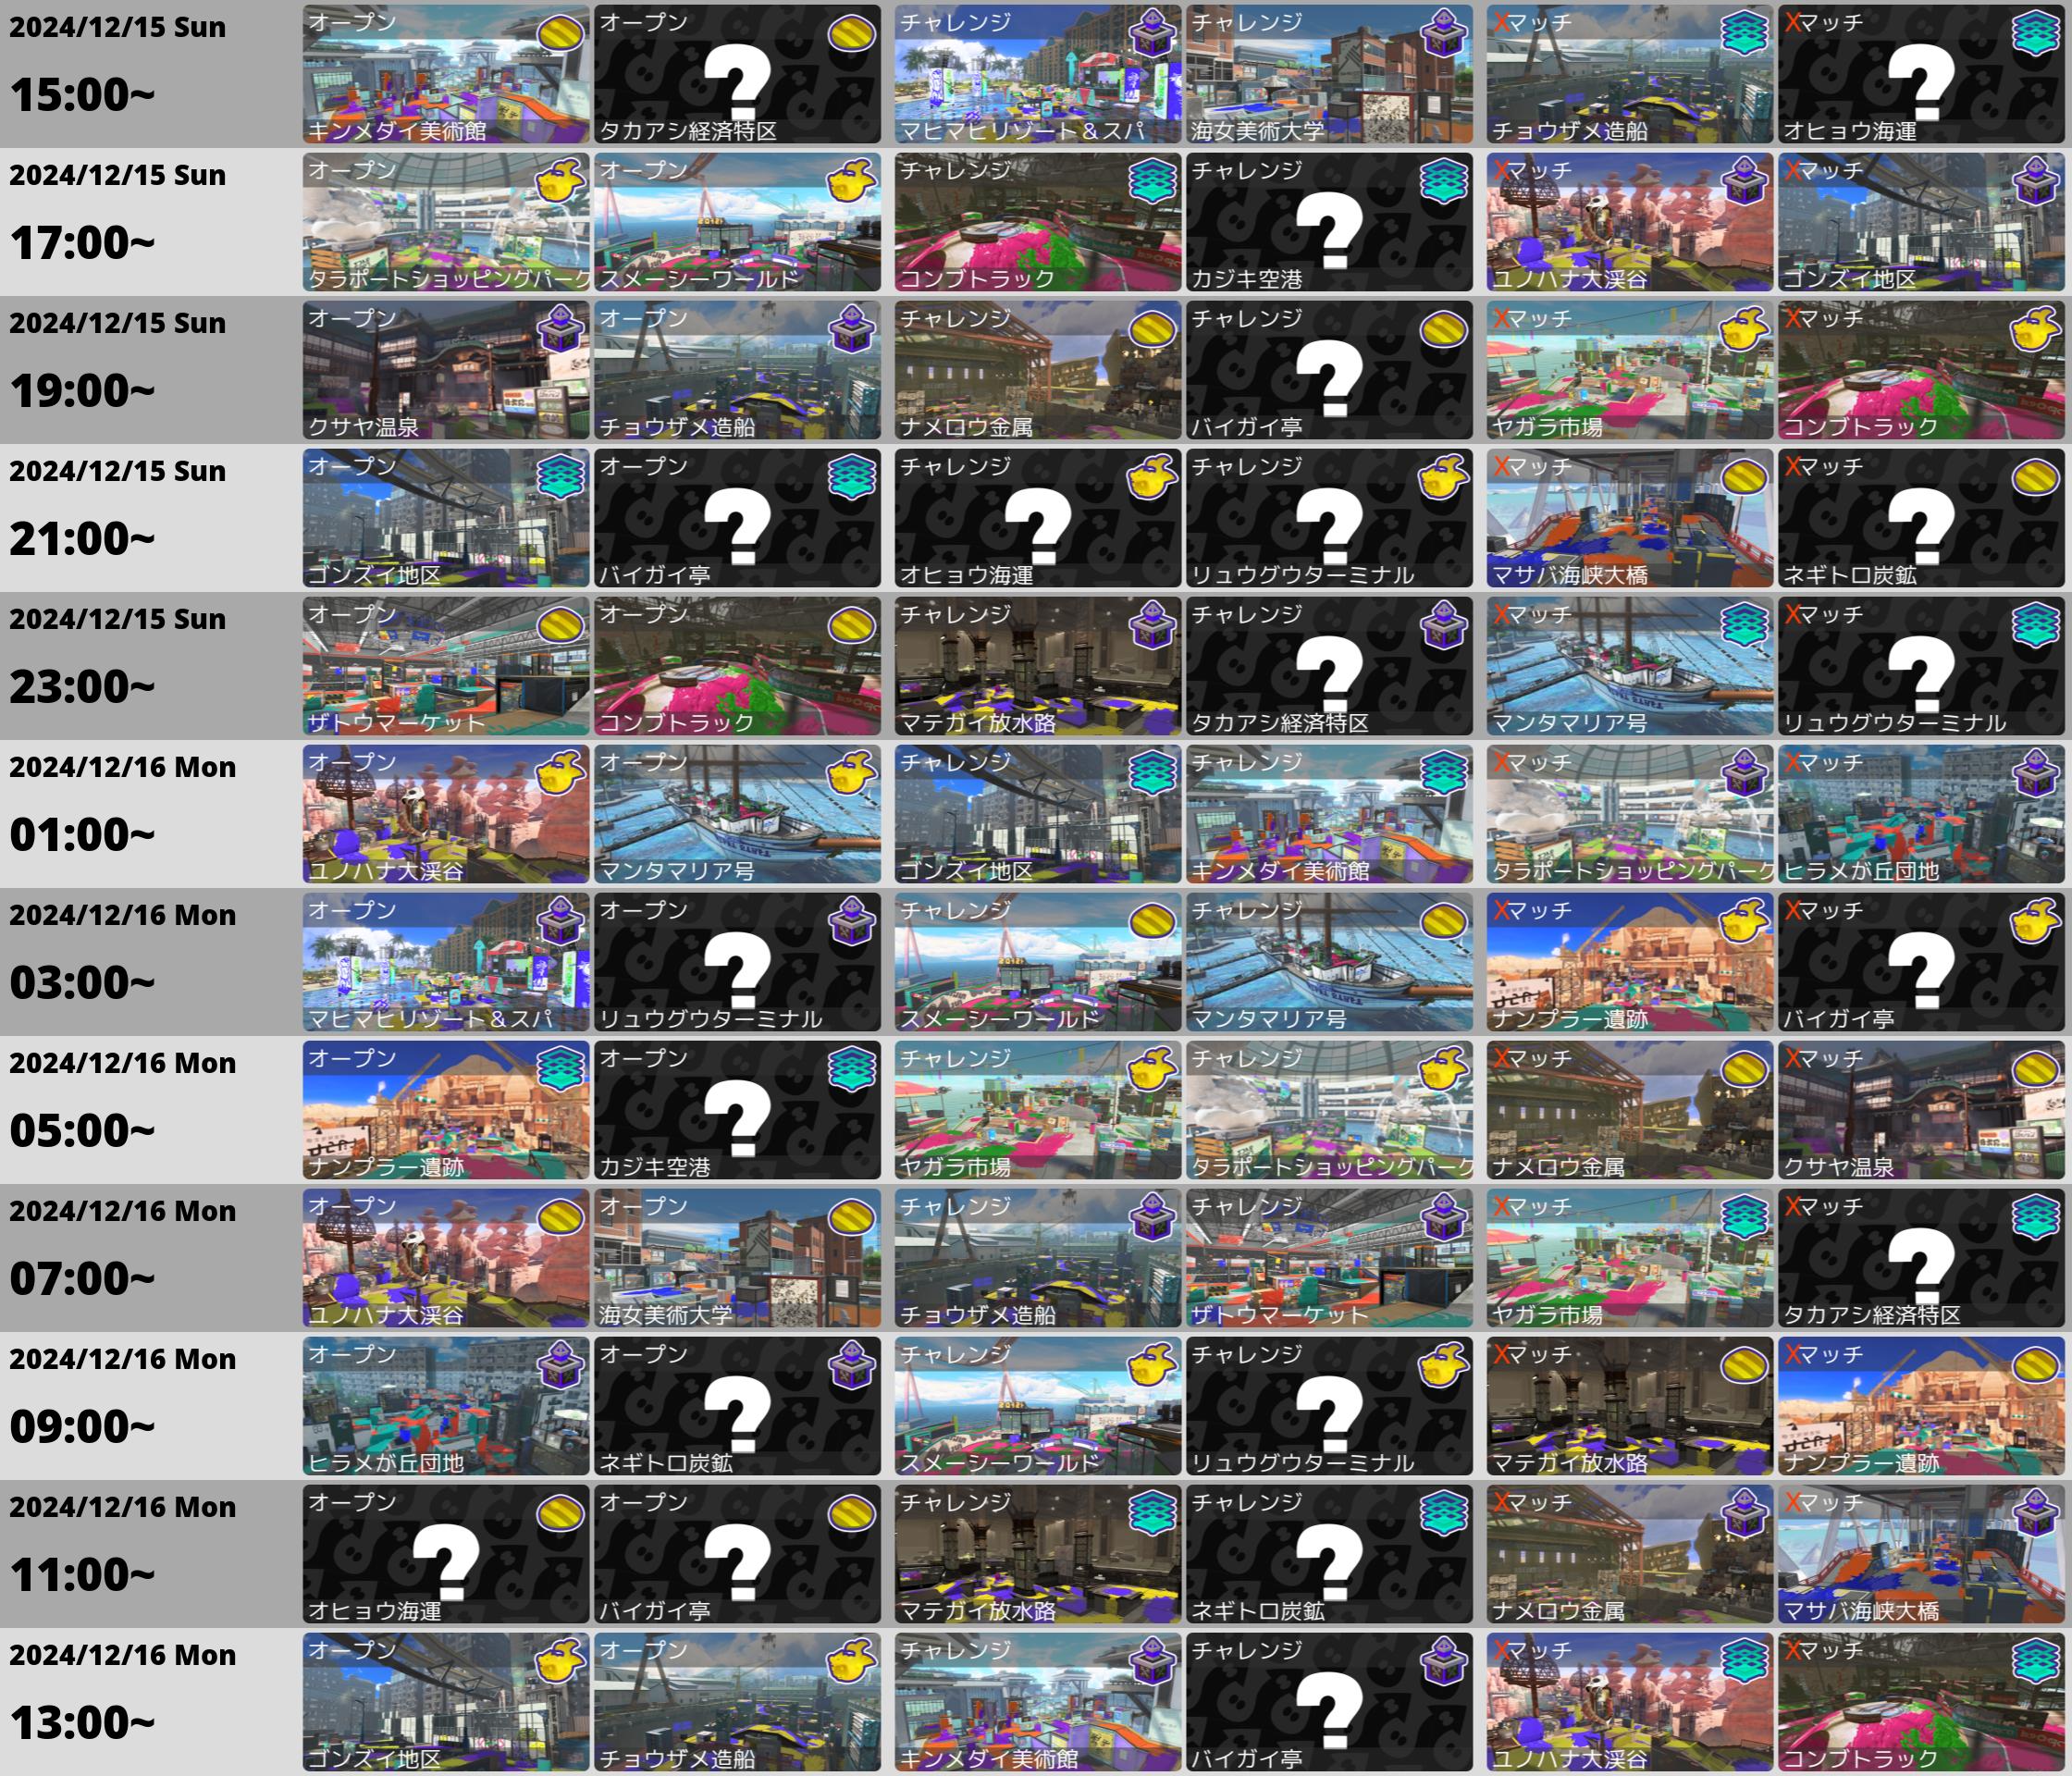 2024/12/15 Sun
15:00~
オープン
キンメダイ美術館
オープン
タカアシ経済特区
チャレンジ
マヒマヒリゾート＆スパ
チャレンジ
海女美術大学
Xマッチ
チョウザメ造船
Xマッチ
オヒョウ海運
2024/12/15 Sun
17:00~
オープン
タラポートショッピングパーク
オープン
スメーシーワールド
チャレンジ
コンブトラック
チャレンジ
カジキ空港
Xマッチ
ユノハナ大渓谷
Xマッチ
ゴンズイ地区
2024/12/15 Sun
19:00~
オープン
クサヤ温泉
オープン
チョウザメ造船
チャレンジ
ナメロウ金属
チャレンジ
バイガイ亭
Xマッチ
ヤガラ市場
Xマッチ
コンブトラック
2024/12/15 Sun
21:00~
オープン
ゴンズイ地区
オープン
バイガイ亭
チャレンジ
オヒョウ海運
チャレンジ
リュウグウターミナル
Xマッチ
マサバ海峡大橋
Xマッチ
ネギトロ炭鉱
2024/12/15 Sun
23:00~
オープン
ザトウマーケット
オープン
コンブトラック
チャレンジ
マテガイ放水路
チャレンジ
タカアシ経済特区
Xマッチ
マンタマリア号
Xマッチ
リュウグウターミナル
2024/12/16 Mon
01:00~
オープン
ユノハナ大渓谷
オープン
マンタマリア号
チャレンジ
ゴンズイ地区
チャレンジ
キンメダイ美術館
Xマッチ
タラポートショッピングパーク
Xマッチ
ヒラメが丘団地
2024/12/16 Mon
03:00~
オープン
マヒマヒリゾート＆スパ
オープン
リュウグウターミナル
チャレンジ
スメーシーワールド
チャレンジ
マンタマリア号
Xマッチ
ナンプラー遺跡
Xマッチ
バイガイ亭
2024/12/16 Mon
05:00~
オープン
ナンプラー遺跡
オープン
カジキ空港
チャレンジ
ヤガラ市場
チャレンジ
タラポートショッピングパーク
Xマッチ
ナメロウ金属
Xマッチ
クサヤ温泉
2024/12/16 Mon
07:00~
オープン
ユノハナ大渓谷
オープン
海女美術大学
チャレンジ
チョウザメ造船
チャレンジ
ザトウマーケット
Xマッチ
ヤガラ市場
Xマッチ
タカアシ経済特区
2024/12/16 Mon
09:00~
オープン
ヒラメが丘団地
オープン
ネギトロ炭鉱
チャレンジ
スメーシーワールド
チャレンジ
リュウグウターミナル
Xマッチ
マテガイ放水路
Xマッチ
ナンプラー遺跡
2024/12/16 Mon
11:00~
オープン
オヒョウ海運
オープン
バイガイ亭
チャレンジ
マテガイ放水路
チャレンジ
ネギトロ炭鉱
Xマッチ
ナメロウ金属
Xマッチ
マサバ海峡大橋
2024/12/16 Mon
13:00~
オープン
ゴンズイ地区
オープン
チョウザメ造船
チャレンジ
キンメダイ美術館
チャレンジ
バイガイ亭
Xマッチ
ユノハナ大渓谷
Xマッチ
コンブトラック